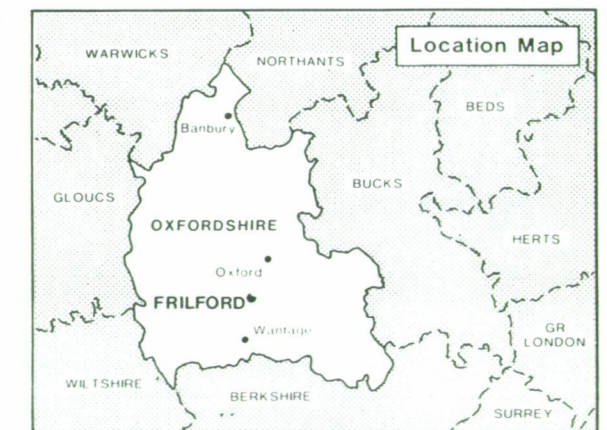 Location Map
WARWICKS
NORTHANTS
BEDS
Banbury
BUCKS
GLOUCS
OXFORDSHIRE
HERTS
Oxford
FRILFORD
Wantage
GR
LONDON
WILTSHIRE
BERKSHIRE
SURREY